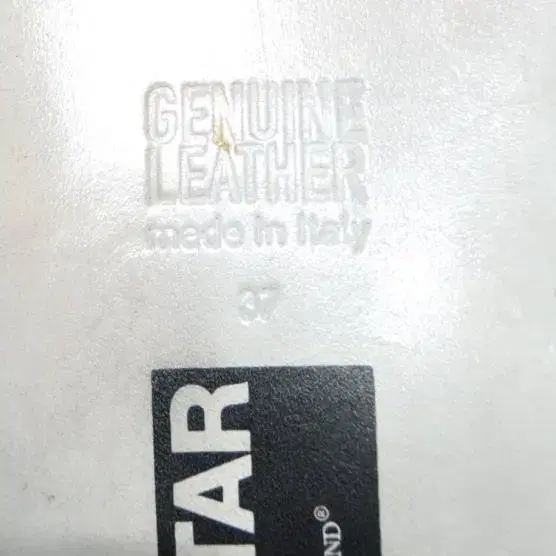 GENUINE
LEATHER
made in Italy
37
TAR
ND®